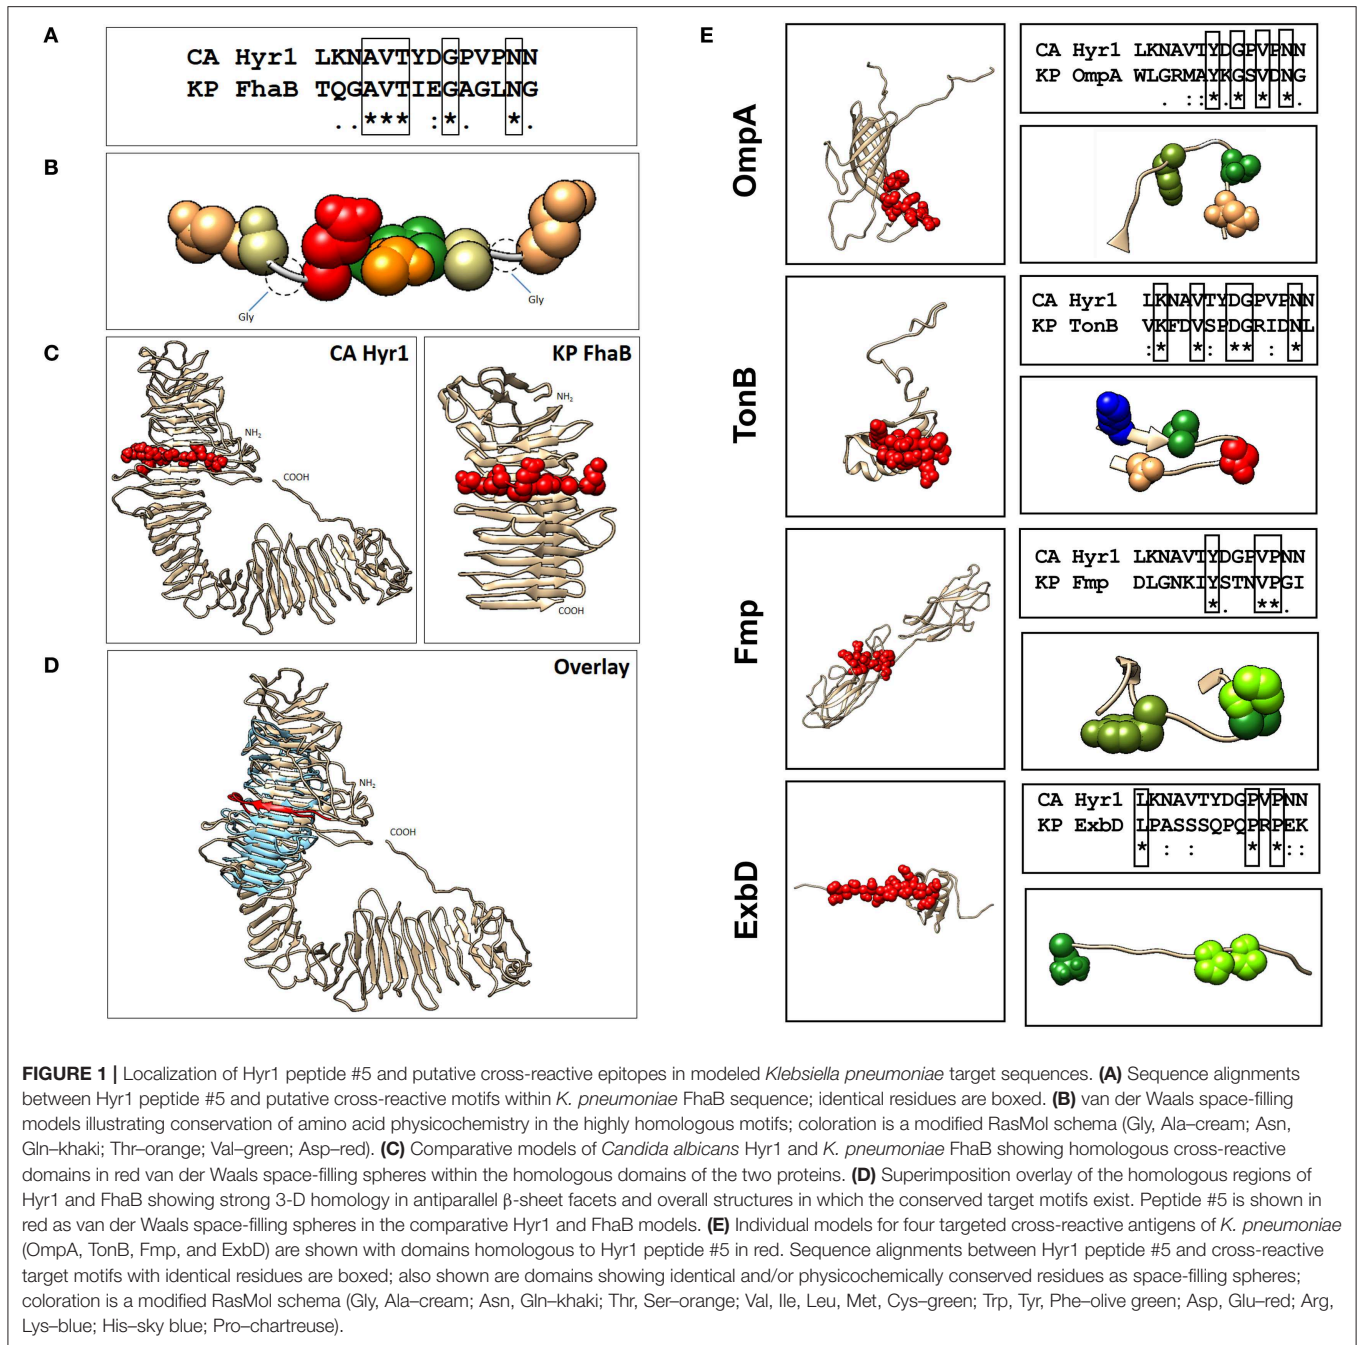 A
CA Hyr1 LKNAVTYDGPVPNN
KP FhaB TQGAVTIEGAGLNG
. . *** : * . * .
B
Gly
Gly
C
CA Hyr1
NH2
COOH
KP FhaB
NH2
COOH
D
Overlay
NH2
COOH
E
OmpA
CA Hyr1 LKNAVTYDGPVPNN
KP OmpA WLGRMAYKGSVDNG
. : : * * * * .
TonB
CA Hyr1 LKNAVTYDGPVPNN
KP TonB VKFDVSPDGRIDNL
: * * : * * : *
Fmp
CA Hyr1 LKNAVTYDGPVPNN
KP Fmp DLGNKIYSTNVPGI
* . * * .
ExbD
CA Hyr1 LKNAVTYDGPVPNN
KP ExbD LPASSSQPQPRPEK
* : : * * : :
FIGURE 1 | Localization of Hyr1 peptide #5 and putative cross-reactive epitopes in modeled Klebsiella pneumoniae target sequences. (A) Sequence alignments
between Hyr1 peptide #5 and putative cross-reactive motifs within K. pneumoniae FhaB sequence; identical residues are boxed. (B) van der Waals space-filling
models illustrating conservation of amino acid physicochemistry in the highly homologous motifs; coloration is a modified RasMol schema (Gly, Ala–cream; Asn,
Gln–khaki; Thr–orange; Val–green; Asp–red). (C) Comparative models of Candida albicans Hyr1 and K. pneumoniae FhaB showing homologous cross-reactive
domains in red van der Waals space-filling spheres within the homologous domains of the two proteins. (D) Superimposition overlay of the homologous regions of
Hyr1 and FhaB showing strong 3-D homology in antiparallel β-sheet facets and overall structures in which the conserved target motifs exist. Peptide #5 is shown in
red as van der Waals space-filling spheres in the comparative Hyr1 and FhaB models. (E) Individual models for four targeted cross-reactive antigens of K. pneumoniae
(OmpA, TonB, Fmp, and ExbD) are shown with domains homologous to Hyr1 peptide #5 in red. Sequence alignments between Hyr1 peptide #5 and cross-reactive
target motifs with identical residues are boxed; also shown are domains showing identical and/or physicochemically conserved residues as space-filling spheres;
coloration is a modified RasMol schema (Gly, Ala–cream; Asn, Gln–khaki; Thr, Ser–orange; Val, Ile, Leu, Met, Cys–green; Trp, Tyr, Phe–olive green; Asp, Glu–red; Arg,
Lys–blue; His–sky blue; Pro–chartreuse).